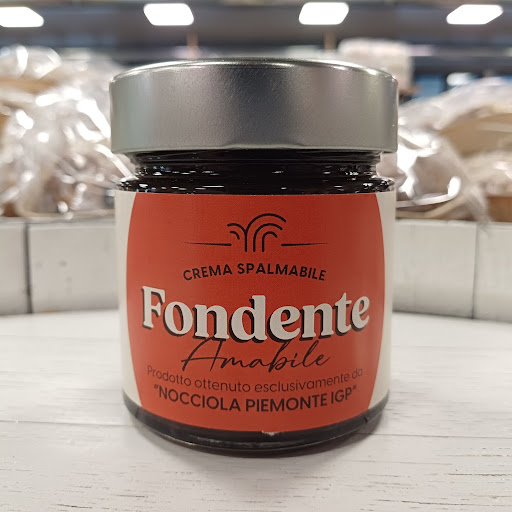 CREMA SPALMABILE
Fondente
Amabile
Prodotto ottenuto esclusivamente da
"NOCCIOLA PIEMONTE IGP"